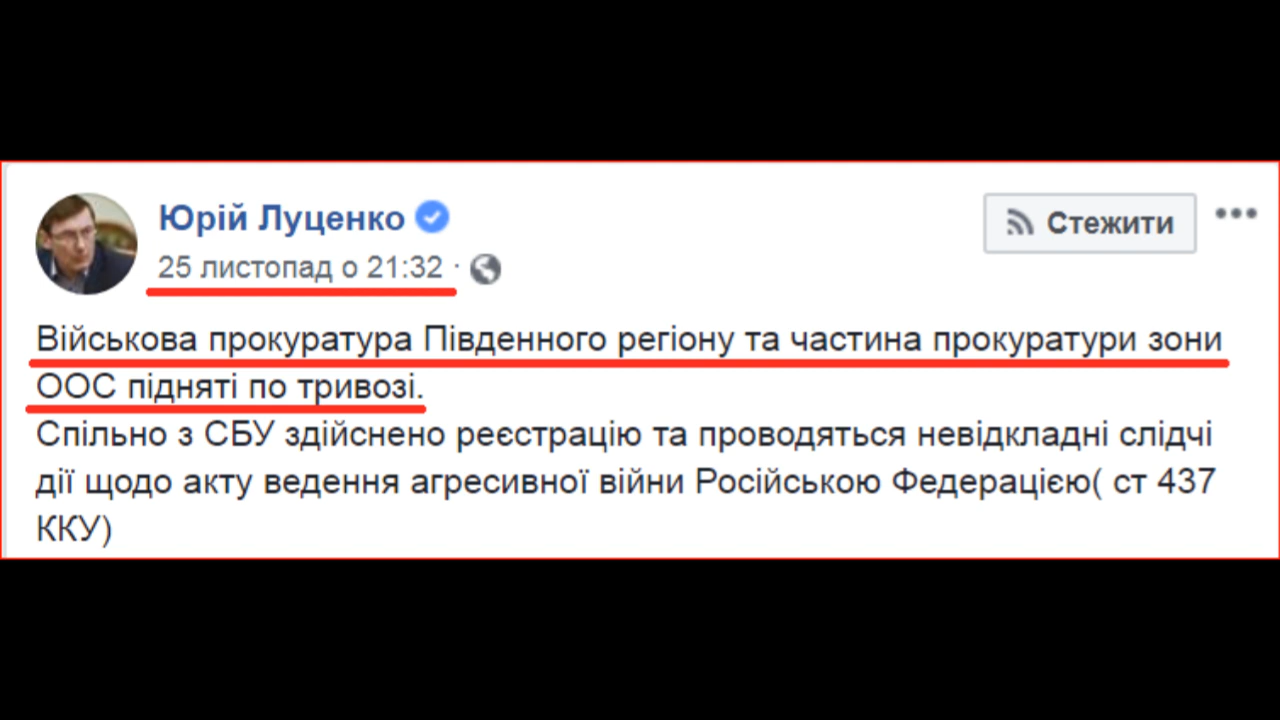 Юрій Луценко
25 листопад о 21:32 ·
Стежити
Військова прокуратура Південного регіону та частина прокуратури зони
ООС підняті по тривозі.
Спільно з СБУ здійснено реєстрацію та проводяться невідкладні слідчі
дії щодо акту ведення агресивної війни Російською Федерацією( ст 437
ККУ)